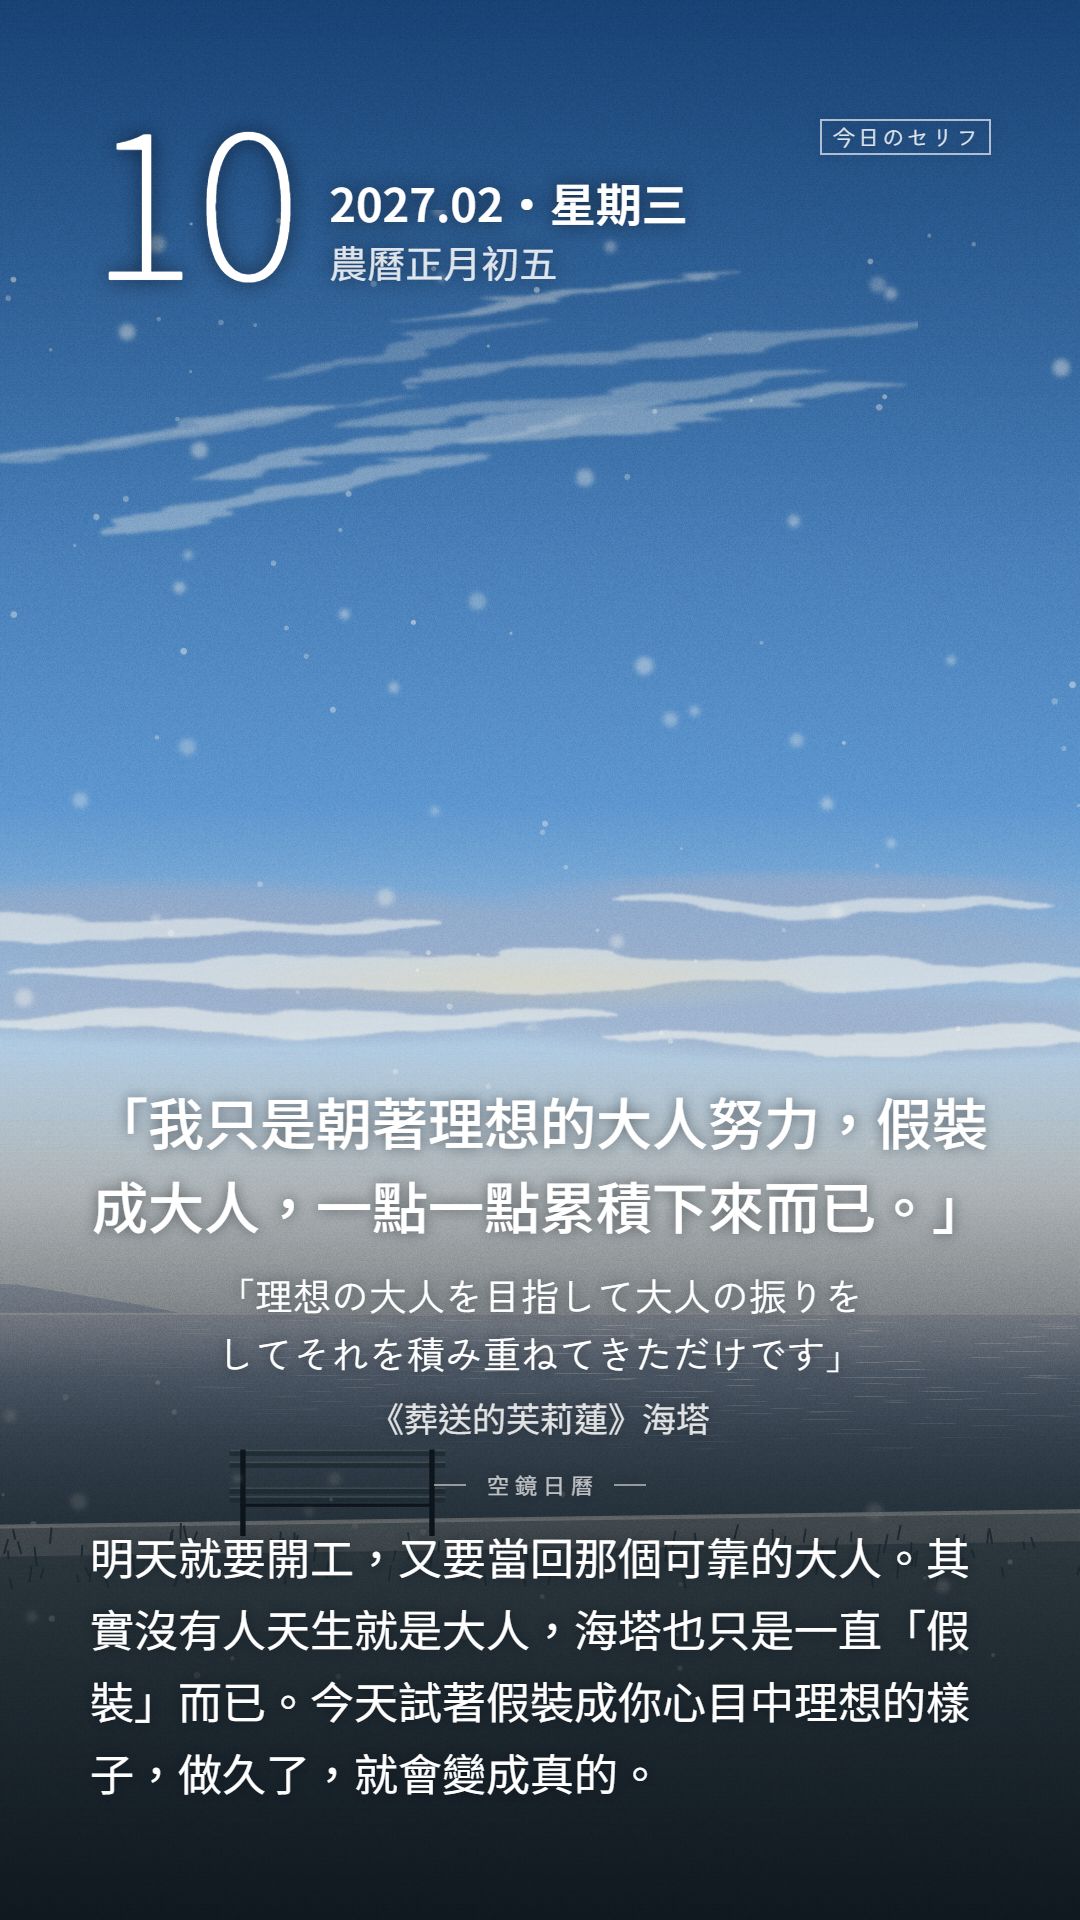 10
今日のセリフ
2027.02・星期三
農曆正月初五
「我只是朝著理想的大人努力，假裝
成大人，一點一點累積下來而已。」
「理想の大人を目指して大人の振りを
してそれを積み重ねてきただけです」
《葬送的芙莉蓮》海塔
空鏡日曆
明天就要開工，又要當回那個可靠的大人。其
實沒有人天生就是大人，海塔也只是一直「假
裝」而已。今天試著假裝成你心目中理想的樣
子，做久了，就會變成真的。